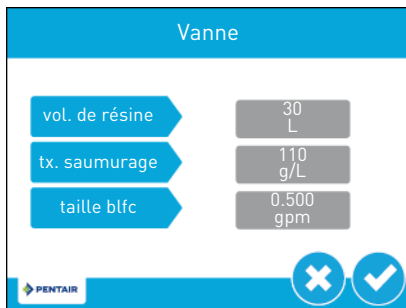 Vanne
vol. de résine
30
L
tx. saumurage
110
g/L
taille blfc
0.500
gpm
PENTAIR